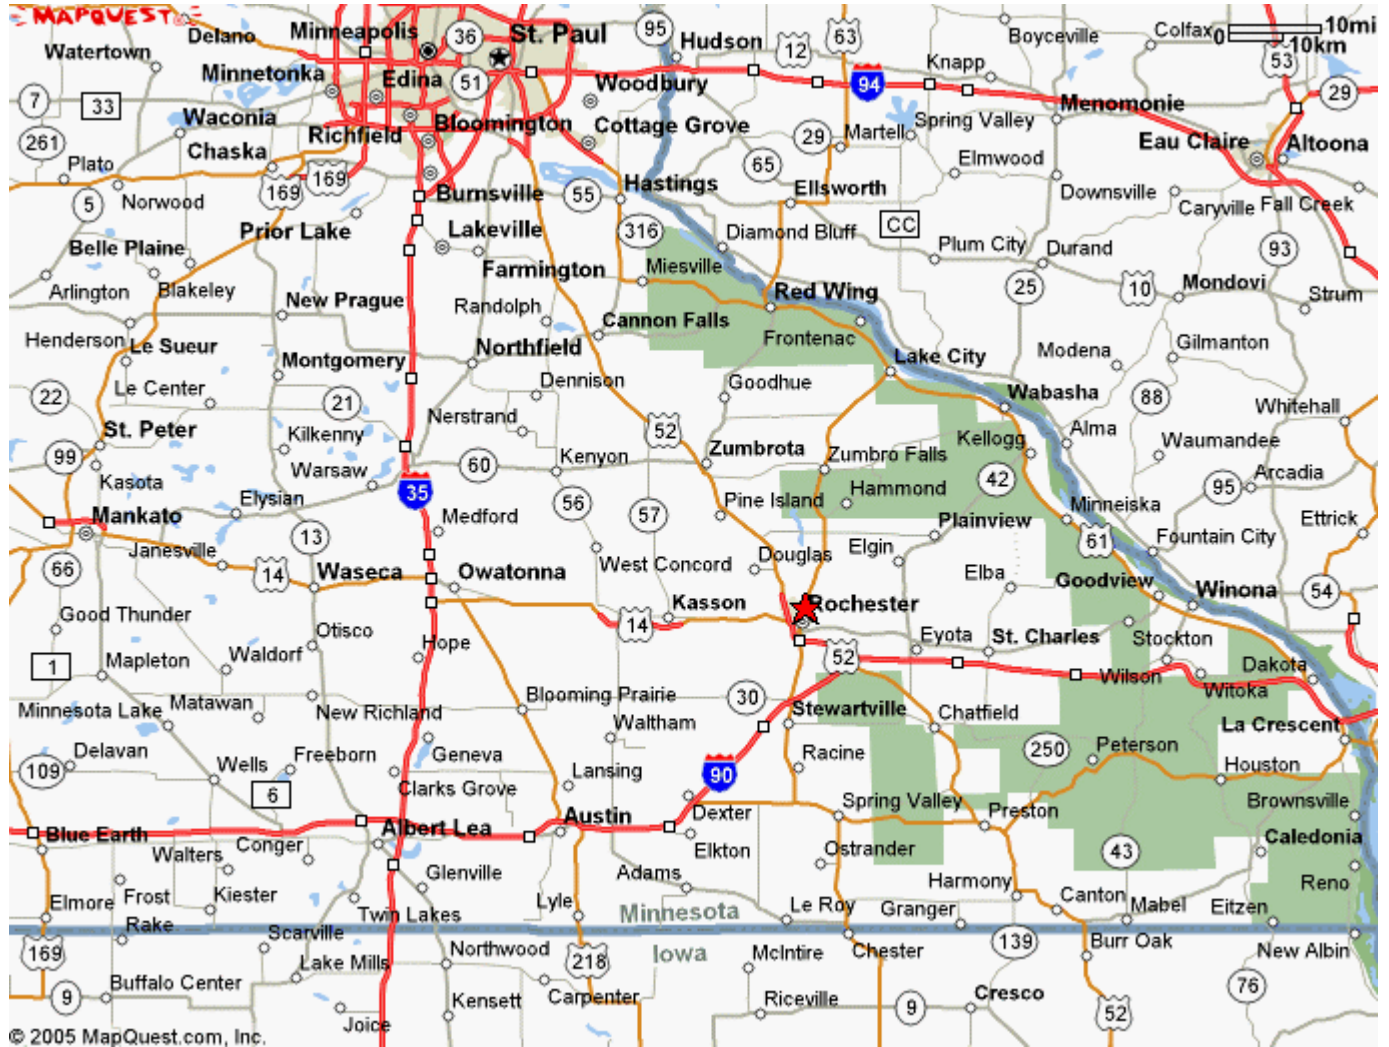 MAPQUEST
Delano
Minneapolis
36
St. Paul
95
Hudson
12
63
Boyceville
Colfax
10mi
0
10km
Watertown
Minnetonka
Edina
51
Woodbury
94
Knapp
53
29
7
33
Waconia
Richfield
Bloomington
Cottage Grove
29
Martell
Spring Valley
Menomonie
Eau Claire
Altoona
261
Plato
Chaska
169
169
Burnsville
55
Hastings
65
Ellsworth
Elmwood
Downsville
Caryville
Fall Creek
5
Norwood
Prior Lake
Lakeville
316
Diamond Bluff
CC
Plum City
Durand
93
Belle Plaine
Farmington
Miesville
Arlington
Blakeley
New Prague
Randolph
Red Wing
25
10
Mondovi
Strum
Henderson
Le Sueur
Cannon Falls
Frontenac
Montgomery
Northfield
Lake City
Modena
Gilmanton
22
Le Center
21
Dennison
Goodhue
Wabasha
88
Whitehall
St. Peter
Nerstrand
52
Kilkenny
Zumbrota
Kellogg
Alma
Waumandee
99
Warsaw
60
Kenyon
Zumbro Falls
Kasota
35
Hammond
42
95
Arcadia
Elysian
56
57
Pine Island
Minneiska
Mankato
13
Medford
Plainview
Ettrick
Janesville
61
Fountain City
66
14
Waseca
Owatonna
West Concord
Douglas
Elgin
Elba
Goodview
Winona
54
Good Thunder
Kasson
Rochester
14
Otisco
Hope
Eyota
St. Charles
Stockton
1
Mapleton
Waldorf
52
Wilson
Witoka
Dakota
Matawan
Blooming Prairie
30
Minnesota Lake
New Richland
Waltham
Stewartville
Chatfield
La Crescent
Delavan
Freeborn
Geneva
Racine
250
Peterson
109
Wells
Lansing
90
Houston
6
Clarks Grove
Spring Valley
Preston
Brownsville
Blue Earth
Albert Lea
Austin
Dexter
Caledonia
Walters
Conger
Elkton
Ostrander
43
Frost
Kiester
Glenville
Adams
Harmony
Canton
Reno
Elmore
Twin Lakes
Lyle
Minnesota
Le Roy
Granger
Mabel
Eitzen
Rake
Scarville
Northwood
Iowa
McIntire
Chester
139
Burr Oak
New Albin
169
Lake Mills
218
Buffalo Center
Carpenter
76
9
Kensett
Riceville
9
Cresco
52
Joice
© 2005 MapQuest.com, Inc.